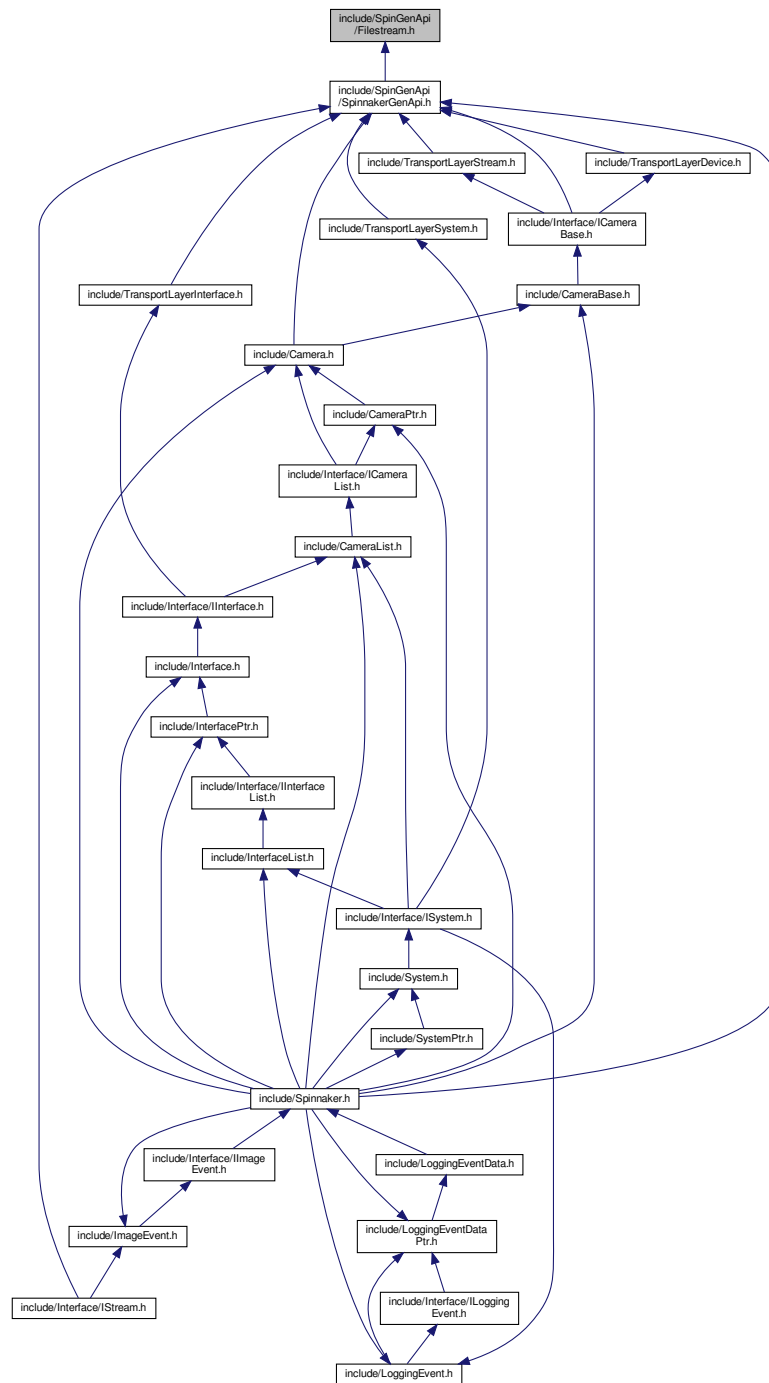 include/SpinGenApi
/Filestream.h
include/SpinGenApi
/SpinnakerGenApi.h
include/TransportLayerStream.h
include/TransportLayerDevice.h
include/TransportLayerSystem.h
include/Interface/ICamera
Base.h
include/TransportLayerInterface.h
include/CameraBase.h
include/Camera.h
include/CameraPtr.h
include/Interface/ICamera
List.h
include/CameraList.h
include/Interface/IInterface.h
include/Interface.h
include/InterfacePtr.h
include/Interface/IInterface
List.h
include/InterfaceList.h
include/Interface/ISystem.h
include/System.h
include/SystemPtr.h
include/Spinnaker.h
include/Interface/IImage
Event.h
include/LoggingEventData.h
include/ImageEvent.h
include/LoggingEventData
Ptr.h
include/Interface/IStream.h
include/Interface/ILogging
Event.h
include/LoggingEvent.h